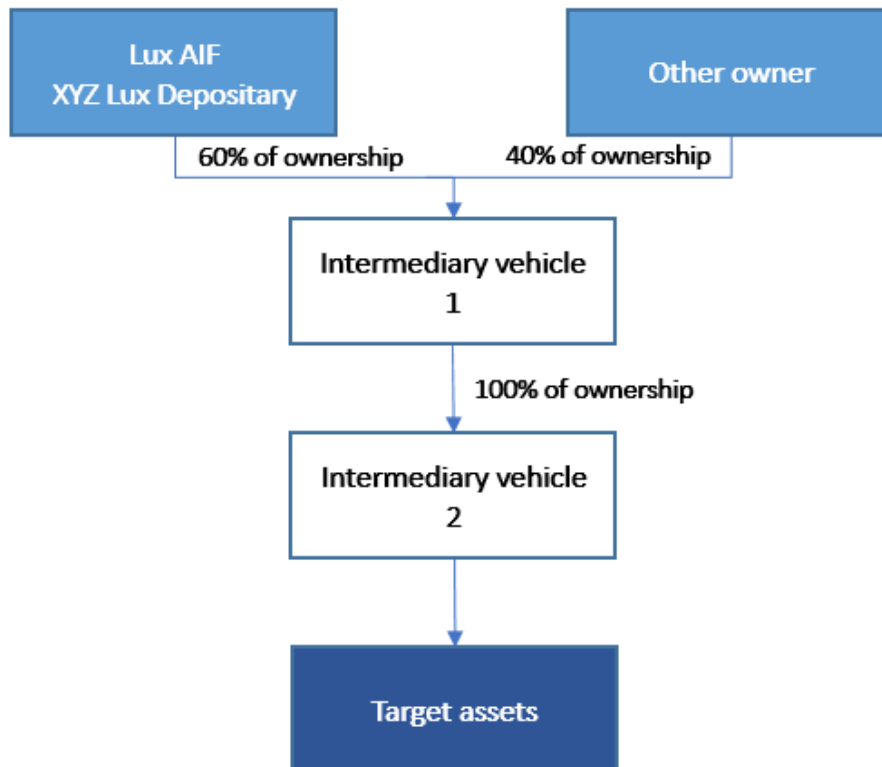 Lux AIF
XYZ Lux Depositary
Other owner
60% of ownership
40% of ownership
Intermediary vehicle
1
100% of ownership
Intermediary vehicle
2
Target assets